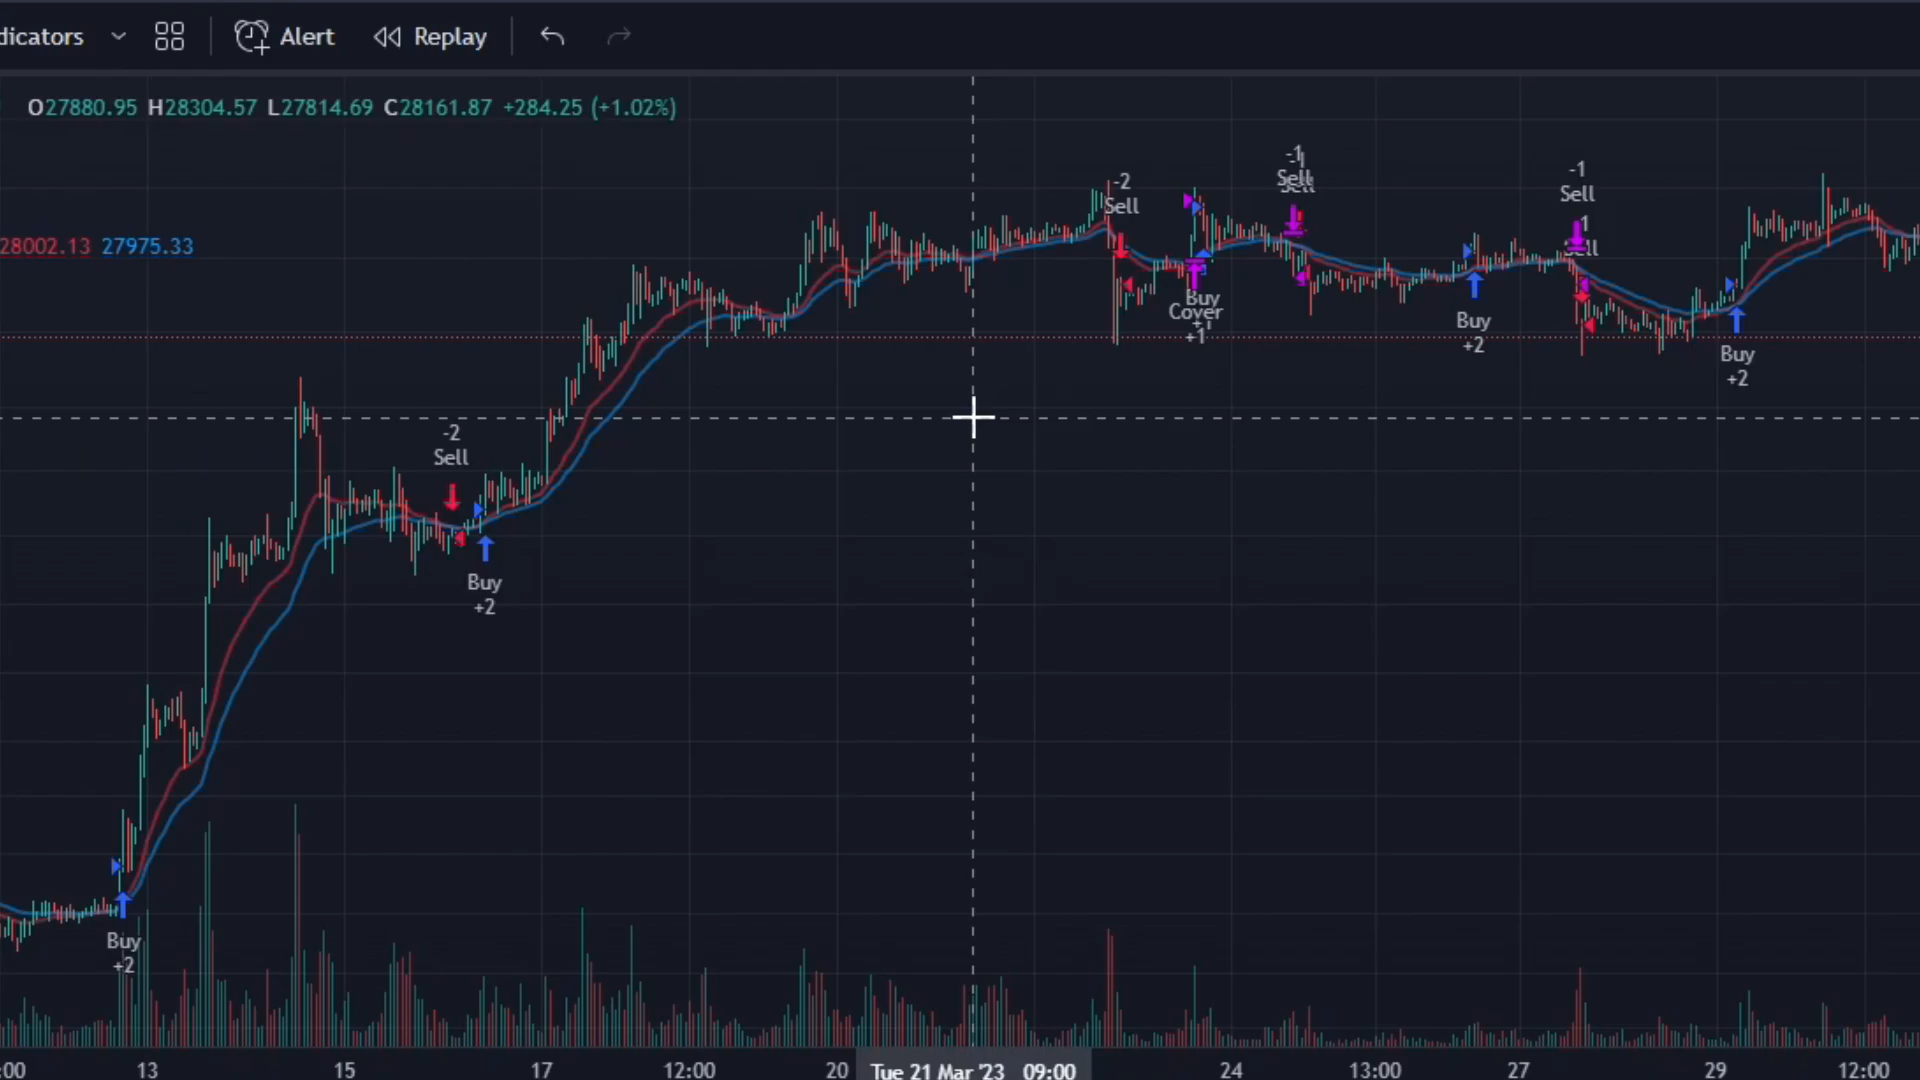 dicators Alert Replay
O27880.95 H28304.57 L27814.69 C28161.87 +284.25 (+1.02%)
28002.13 27975.33
-2
Sell
-1
Sell
-1
Sell
Sell
Buy
Cover
+1
Buy
+2
Buy
+2
-2
Sell
Buy
+2
Buy
+2
:00 13 15 17 12:00 20 Tue 21 Mar '23 09:00 24 13:00 27 29 12:00